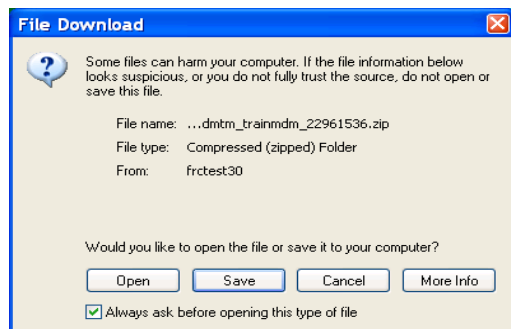 File Download
Some files can harm your computer. If the file information below
looks suspicious, or you do not fully trust the source, do not open or
save this file.
File name: ...dmtm_trainmdm_22961536.zip
File type: Compressed (zipped) Folder
From: frctest30
Would you like to open the file or save it to your computer?
Open Save Cancel More Info
Always ask before opening this type of file